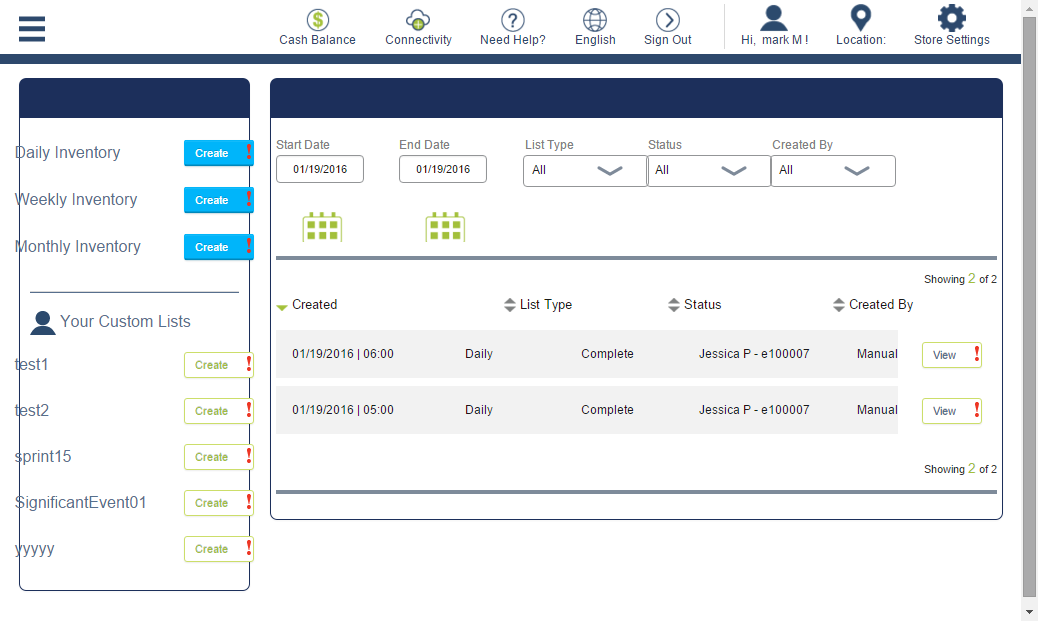 Cash Balance
Connectivity
Need Help?
English
Sign Out
Hi, mark M !
Location:
Store Settings
Daily Inventory
Create
Weekly Inventory
Create
Monthly Inventory
Create
Your Custom Lists
test1
Create
test2
Create
sprint15
Create
SignificantEvent01
Create
yyyyy
Create
Start Date
End Date
List Type
Status
Created By
01/19/2016
01/19/2016
All
All
All
Showing 2 of 2
Created
List Type
Status
Created By
01/19/2016 | 06:00 Daily Complete Jessica P - e100007 Manual View
01/19/2016 | 05:00 Daily Complete Jessica P - e100007 Manual View
Showing 2 of 2